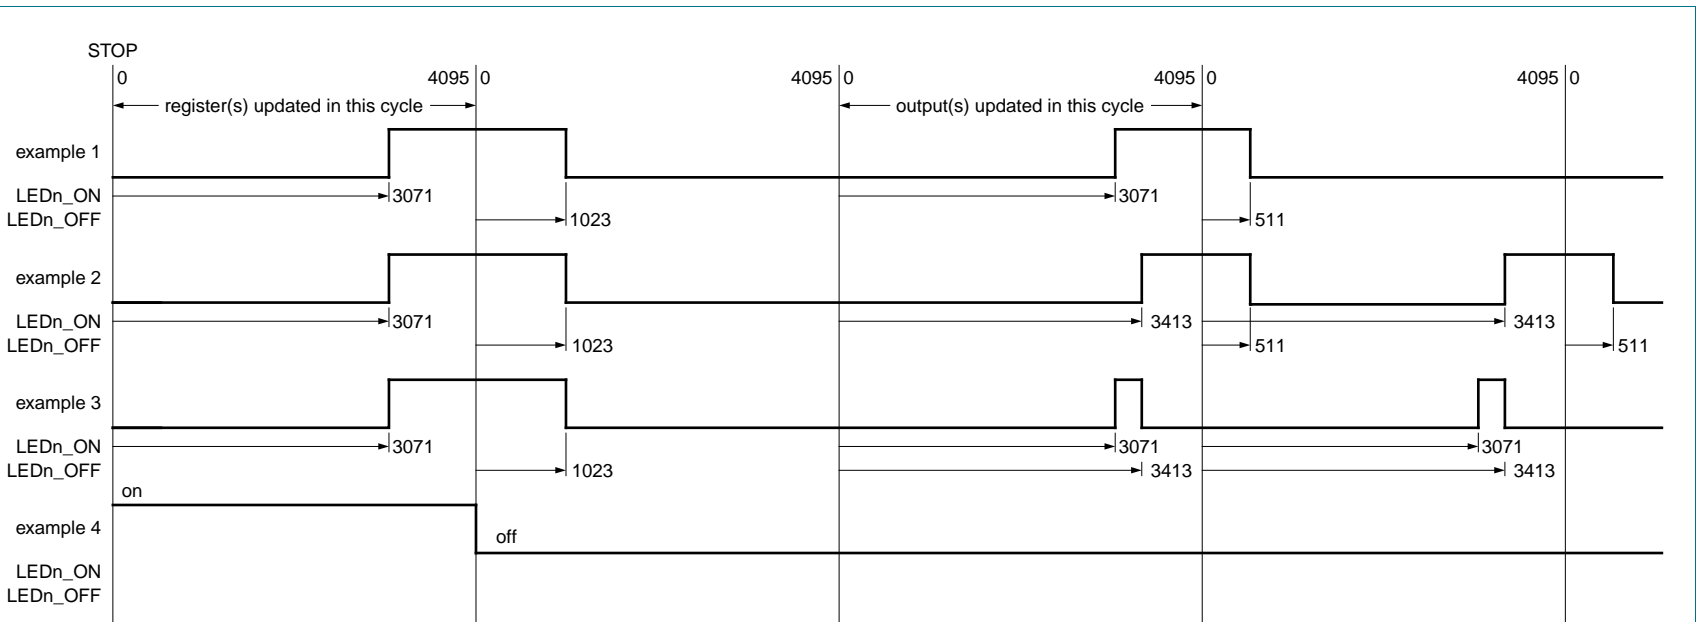 STOP
0 4095 0 4095 0 4095 0 4095 0
register(s) updated in this cycle output(s) updated in this cycle
example 1
LEDn_ON 3071 3071
LEDn_OFF 1023 511
example 2
LEDn_ON 3071 3413 3413
LEDn_OFF 1023 511 511
example 3
LEDn_ON 3071 3071 3071
LEDn_OFF 1023 3413 3413
on
example 4 off
LEDn_ON
LEDn_OFF